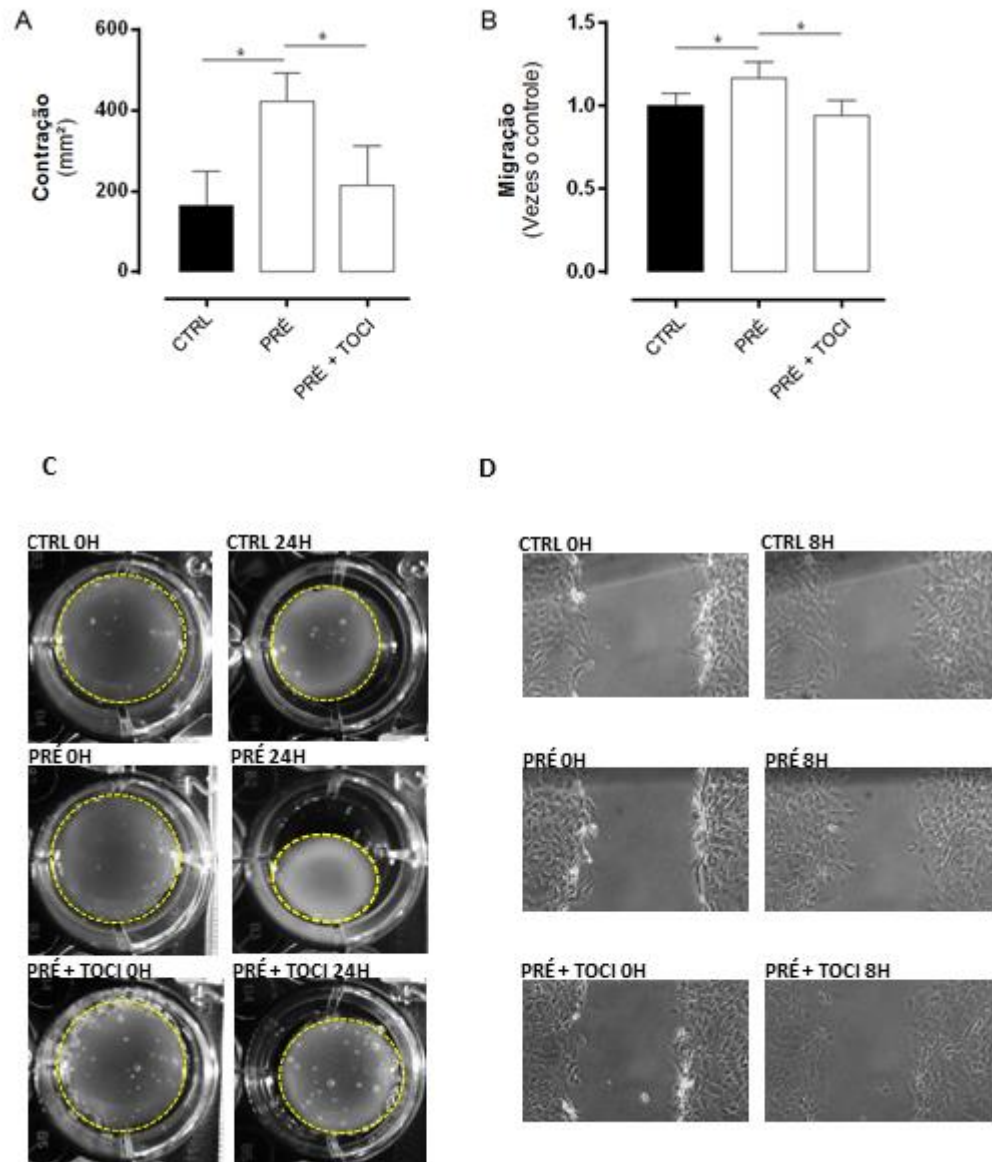 A
600
400
200
0
Contração
(mm²)
*
*
CTRL
PRÉ
PRÉ + TOCI
B
1.5
1.0
0.5
0.0
Migração
(Vezes o controle)
*
*
CTRL
PRÉ
PRÉ + TOCI
C
CTRL 0H
CTRL 24H
PRÉ 0H
PRÉ 24H
PRÉ + TOCI 0H
PRÉ + TOCI 24H
D
CTRL 0H
CTRL 8H
PRÉ 0H
PRÉ 8H
PRÉ + TOCI 0H
PRÉ + TOCI 8H